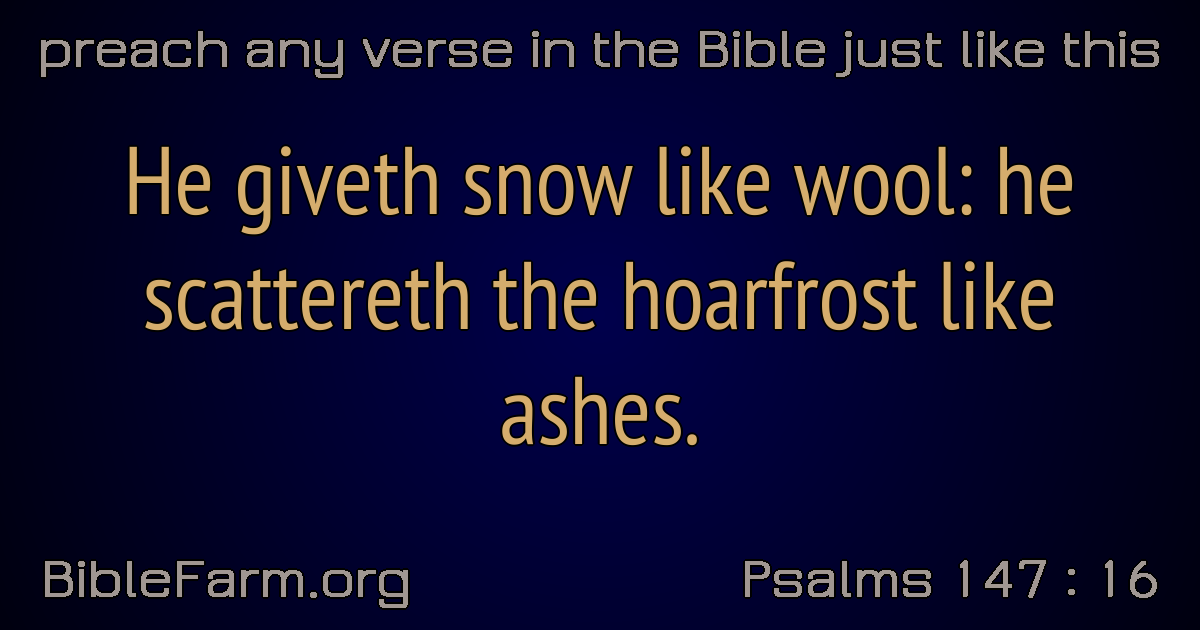 preach any verse in the Bible just like this
He giveth snow like wool: he
scattereth the hoarfrost like
ashes.
BibleFarm.org
Psalms 147 : 16